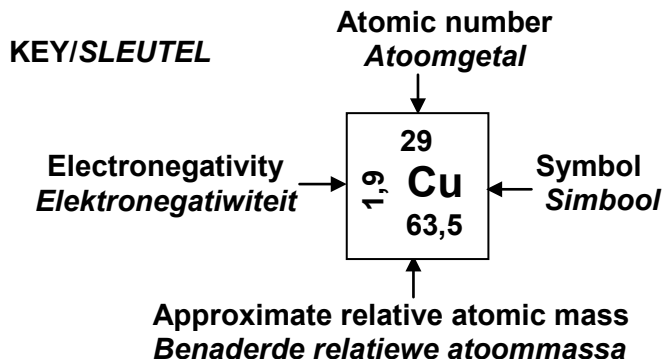 KEY/SLEUTEL
Atomic number
Atoomgetal
Electronegativity
Elektronegatiwiteit
29
1,9
Cu
63,5
Symbol
Simbool
Approximate relative atomic mass
Benaderde relatiewe atoommassa